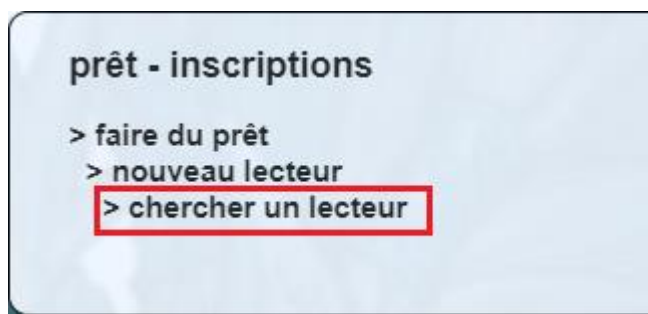 prêt - inscriptions
> faire du prêt
> nouveau lecteur
> chercher un lecteur